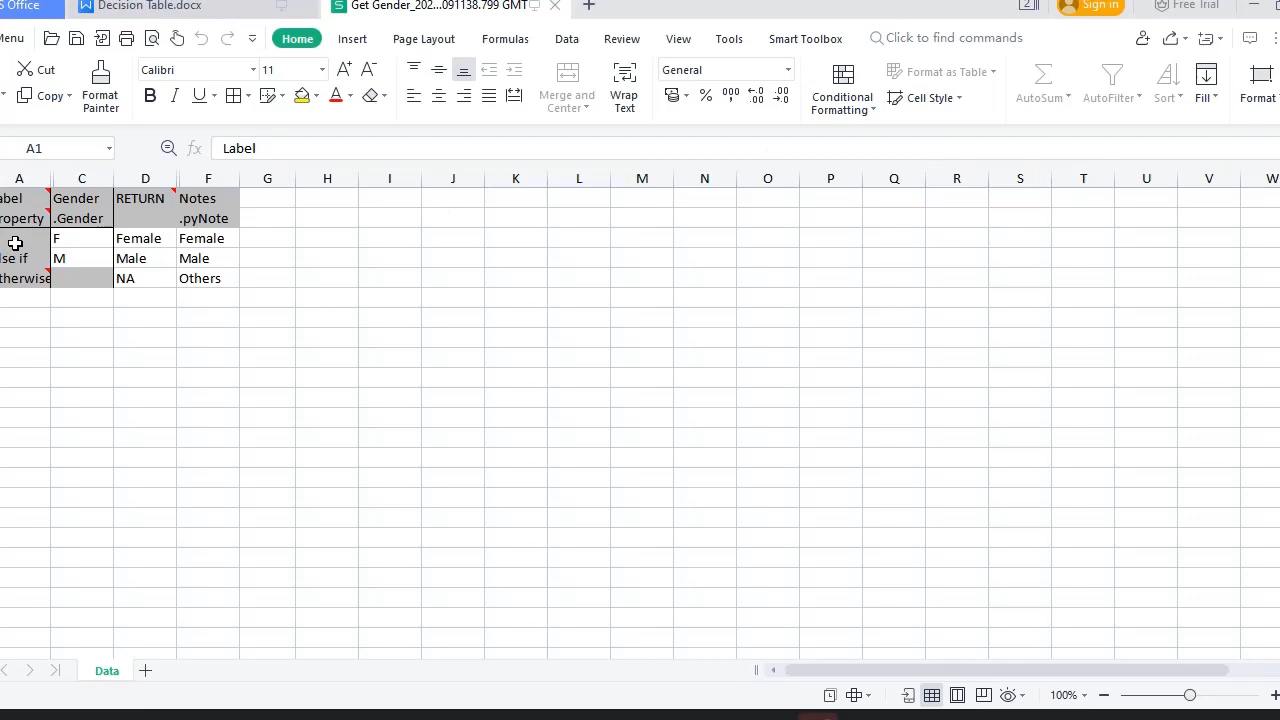 S Office
Decision Table.docx
Get Gender_202...091138.799 GMT
Sign in
Free Trial
Menu
Home
Insert
Page Layout
Formulas
Data
Review
View
Tools
Smart Toolbox
Click to find commands
Cut
Copy
Format
Painter
Calibri
11
Merge and
Center
Wrap
Text
General
Conditional
Formatting
Format as Table
Cell Style
AutoSum
AutoFilter
Sort
Fill
Format
A1
Label
A C D F G H I J K L M N O P Q R S T U V W
abel Gender RETURN Notes
roperty .Gender .pyNote
F Female Female
lse if M Male Male
therwise NA Others
Data
100%